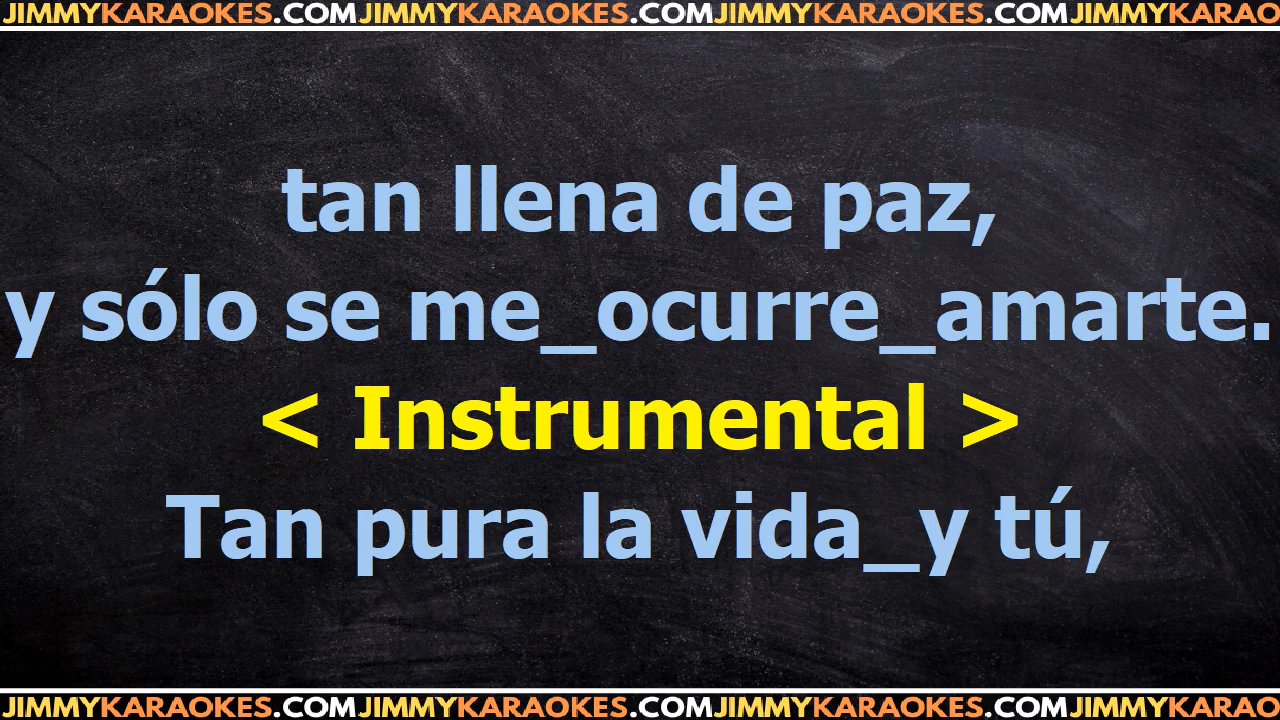 JIMMYKARAOKES.COMJIMMYKARAOKES.COMJIMMYKARAOKES.COMJIMMYKARAO
tan llena de paz,
y sólo se me_ocurre_amarte.
< Instrumental >
Tan pura la vida_y tú,
JIMMYKARAOKES.COMJIMMYKARAOKES.COMJIMMYKARAOKES.COMJIMMYKARAO